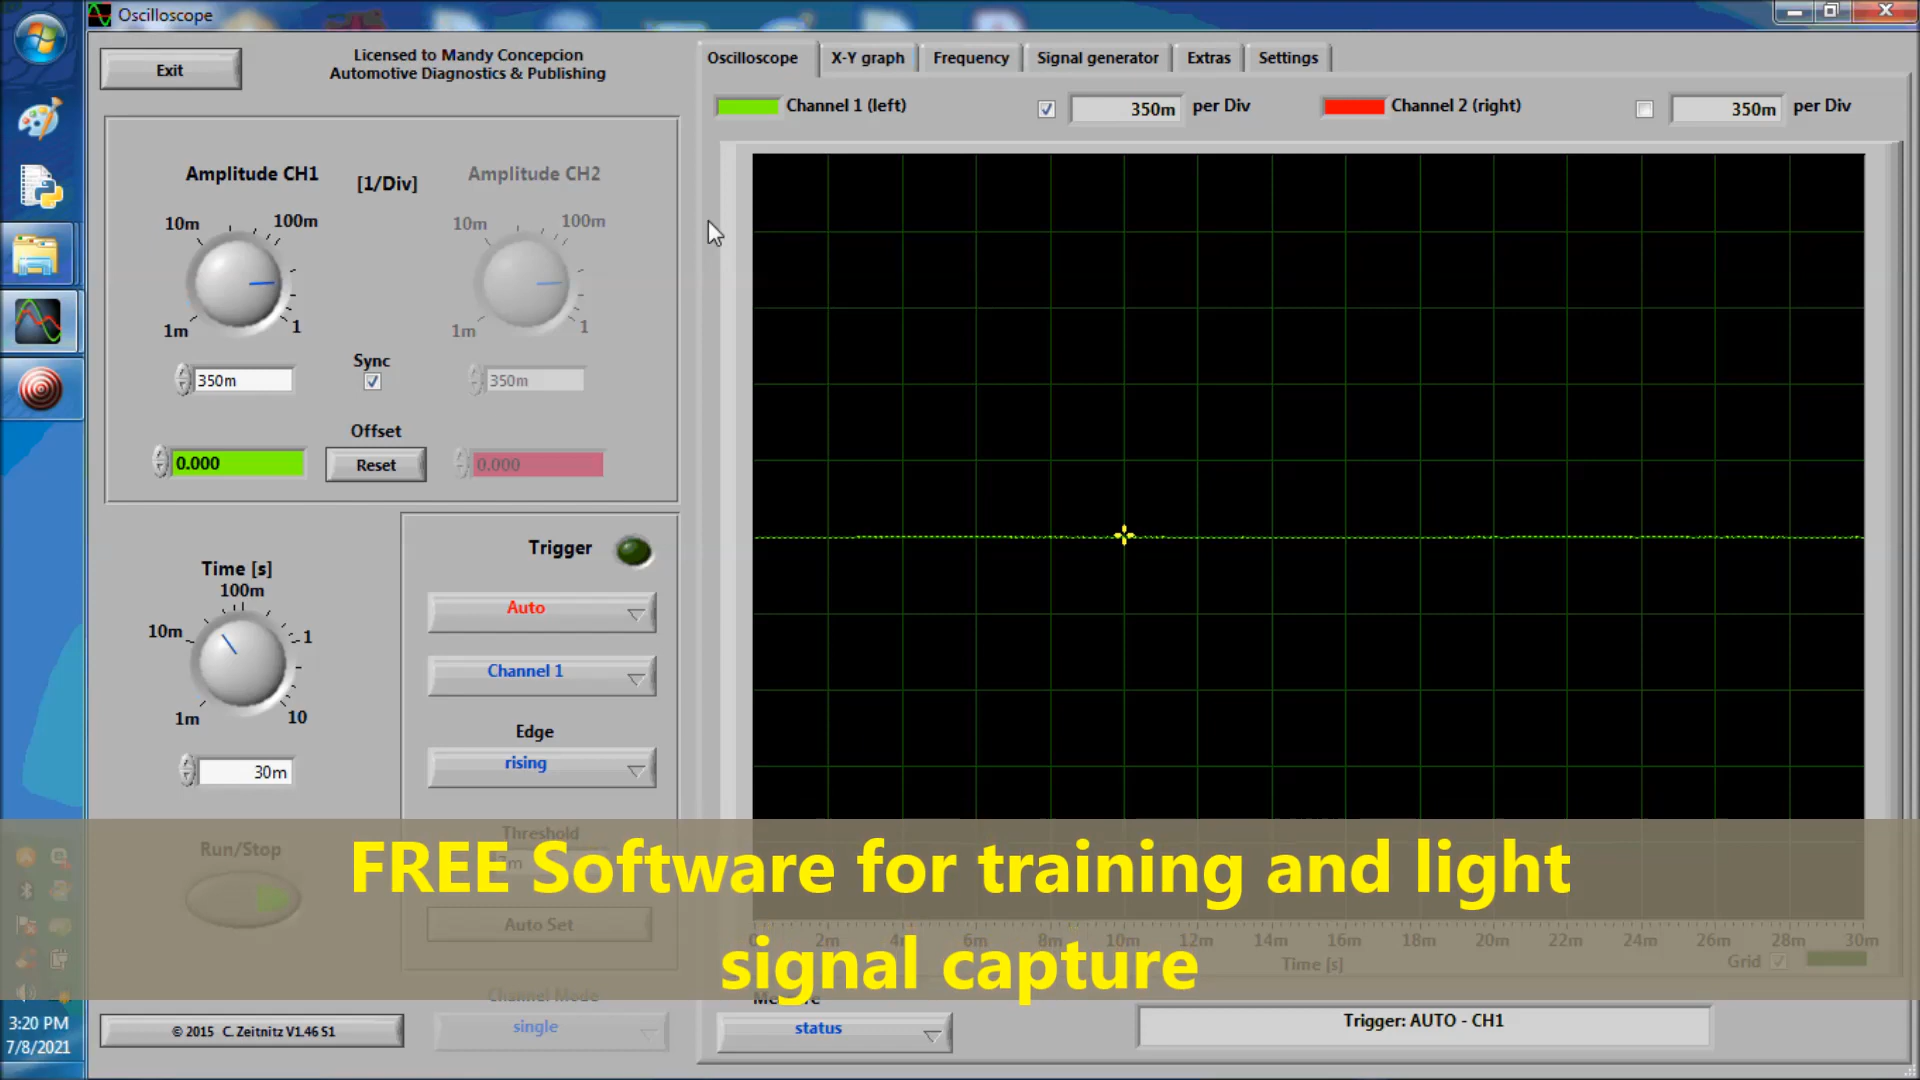 Oscilloscope
Exit
Licensed to Mandy Concepcion
Automotive Diagnostics & Publishing
Oscilloscope
X-Y graph
Frequency
Signal generator
Extras
Settings
Channel 1 (left)
350m
per Div
Channel 2 (right)
350m
per Div
Amplitude CH1
[1/Div]
Amplitude CH2
10m
100m
10m
100m
1m
1
1m
1
Sync
350m
350m
Offset
0.000
Reset
0.000
Time [s]
100m
10m
1
1m
10
30m
Trigger
Auto
Channel 1
Edge
rising
Threshold
Run/Stop
Auto Set
FREE Software for training and light
signal capture
2m
6m
10m
12m
14m
16m
18m
20m
22m
24m
26m
28m
30m
Time [s]
Grid
Channel Mode
single
Measure
status
Trigger: AUTO - CH1
© 2015 C. Zeitnitz V1.46 S1
3:20 PM
7/8/2021